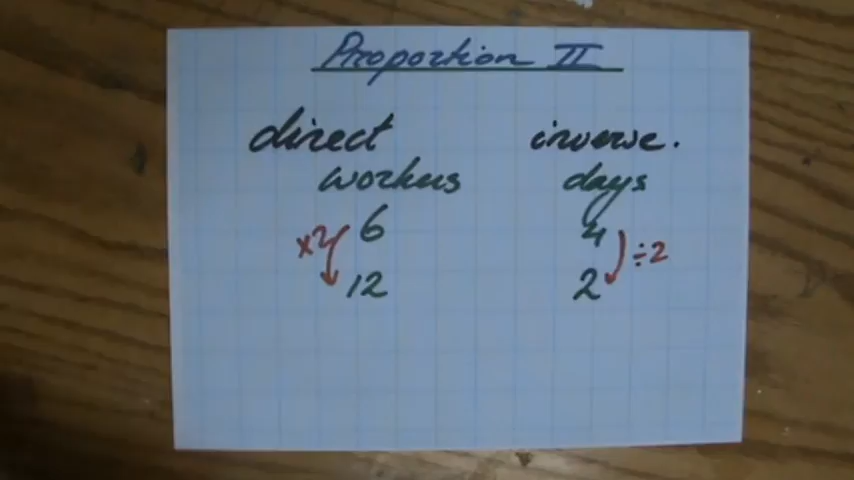 Proportion II
direct inverse.
workers days
×2 6 4 ÷2
12 2